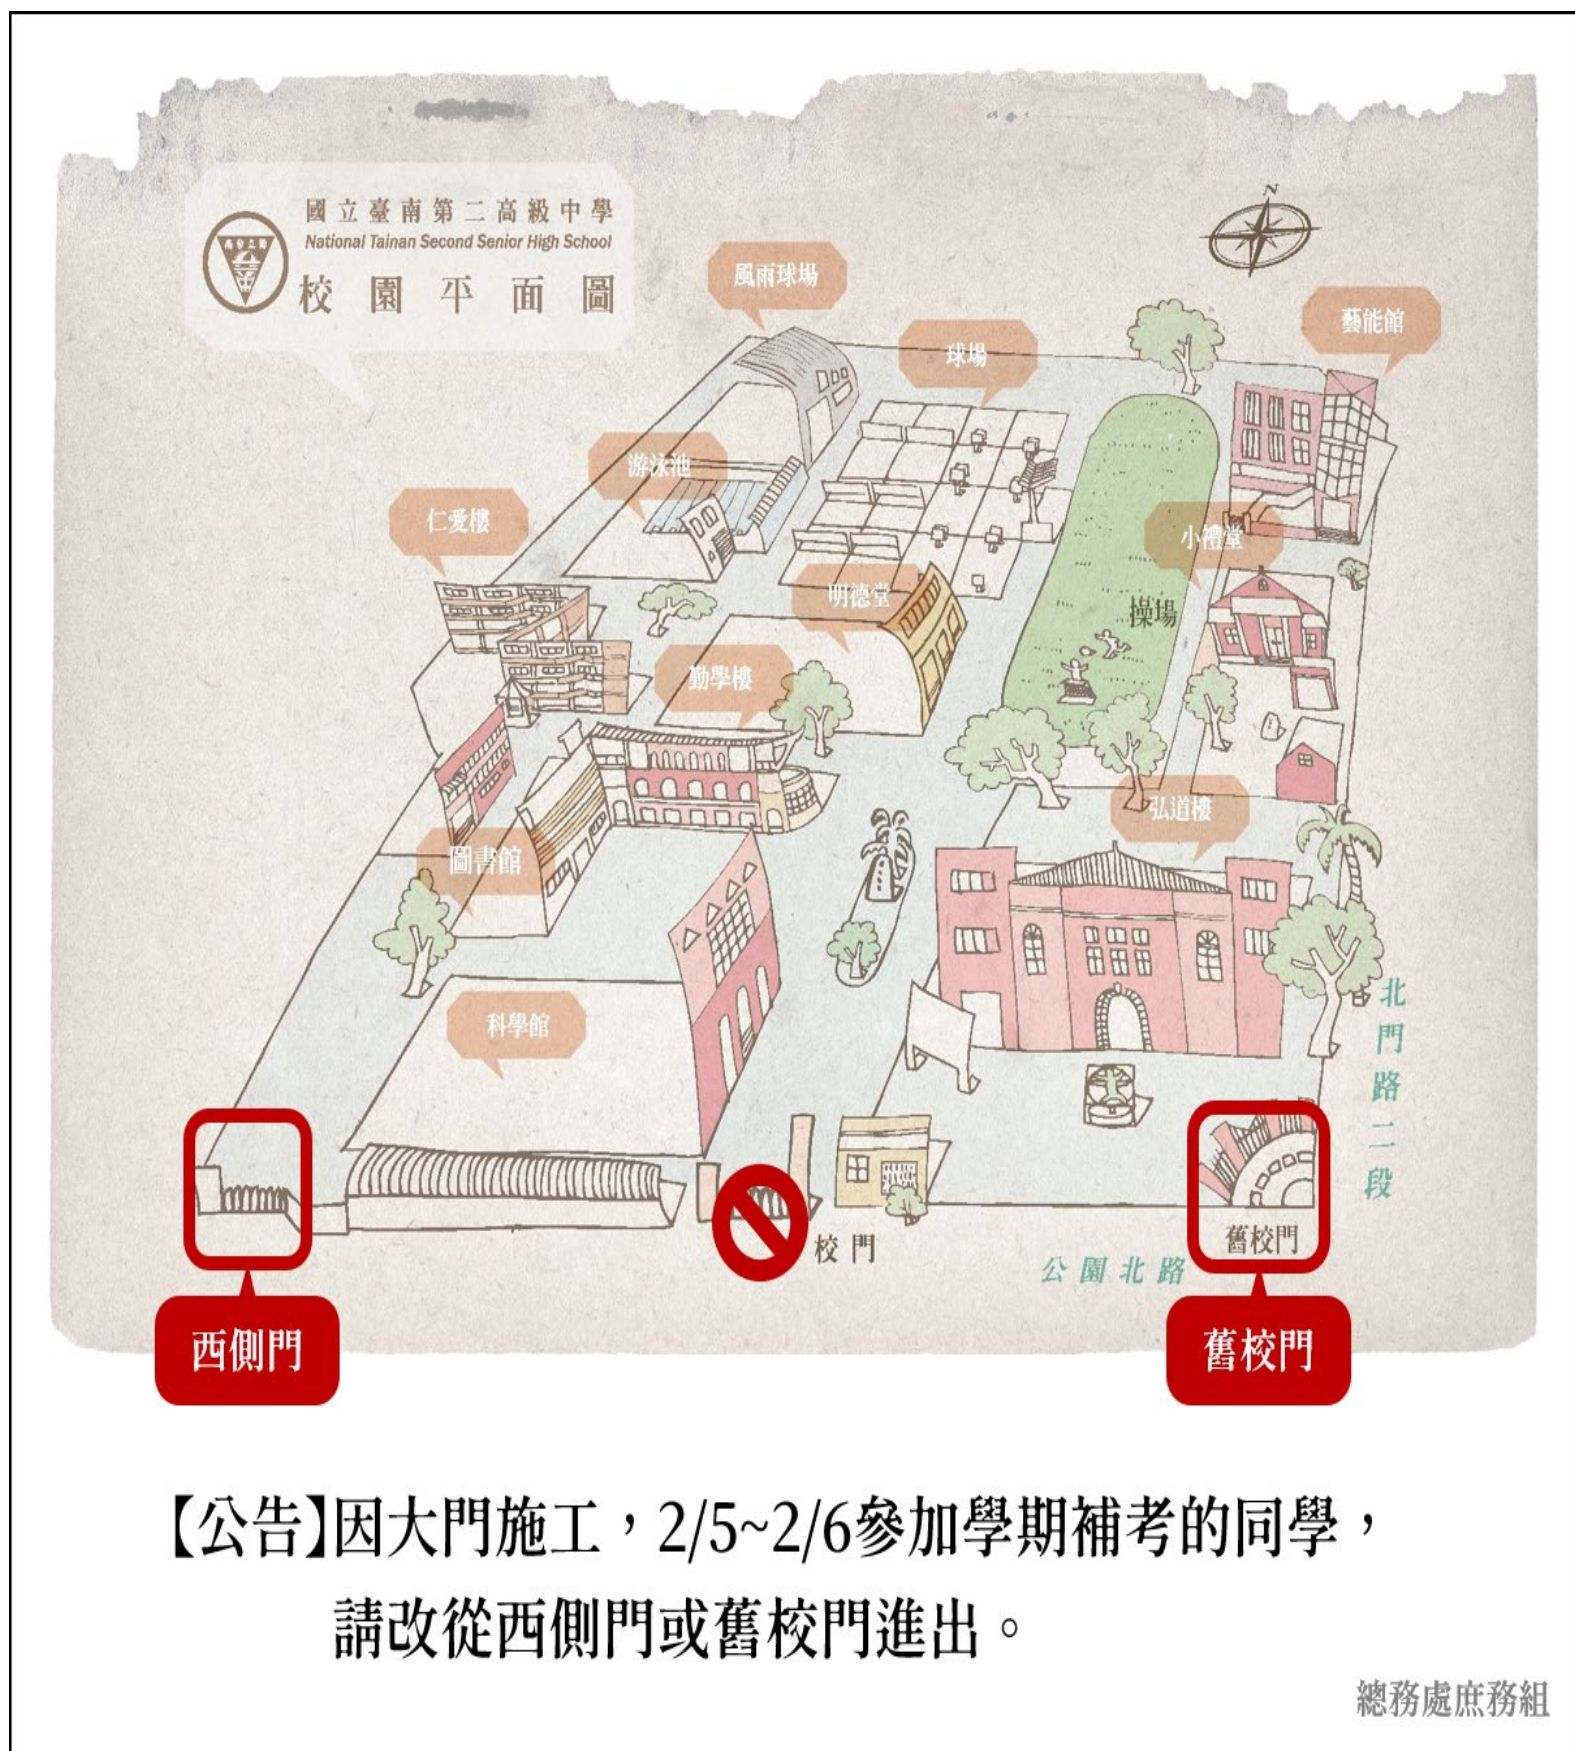 國立臺南第二高級中學
National Tainan Second Senior High School
校園平面圖
N
風雨球場
藝能館
球場
游泳池
仁愛樓
小禮堂
明德堂
操場
勤學樓
弘道樓
圖書館
科學館
北門路二段
校門
舊校門
公園北路
西側門
舊校門
【公告】因大門施工，2/5~2/6參加學期補考的同學，
請改從西側門或舊校門進出。
總務處庶務組